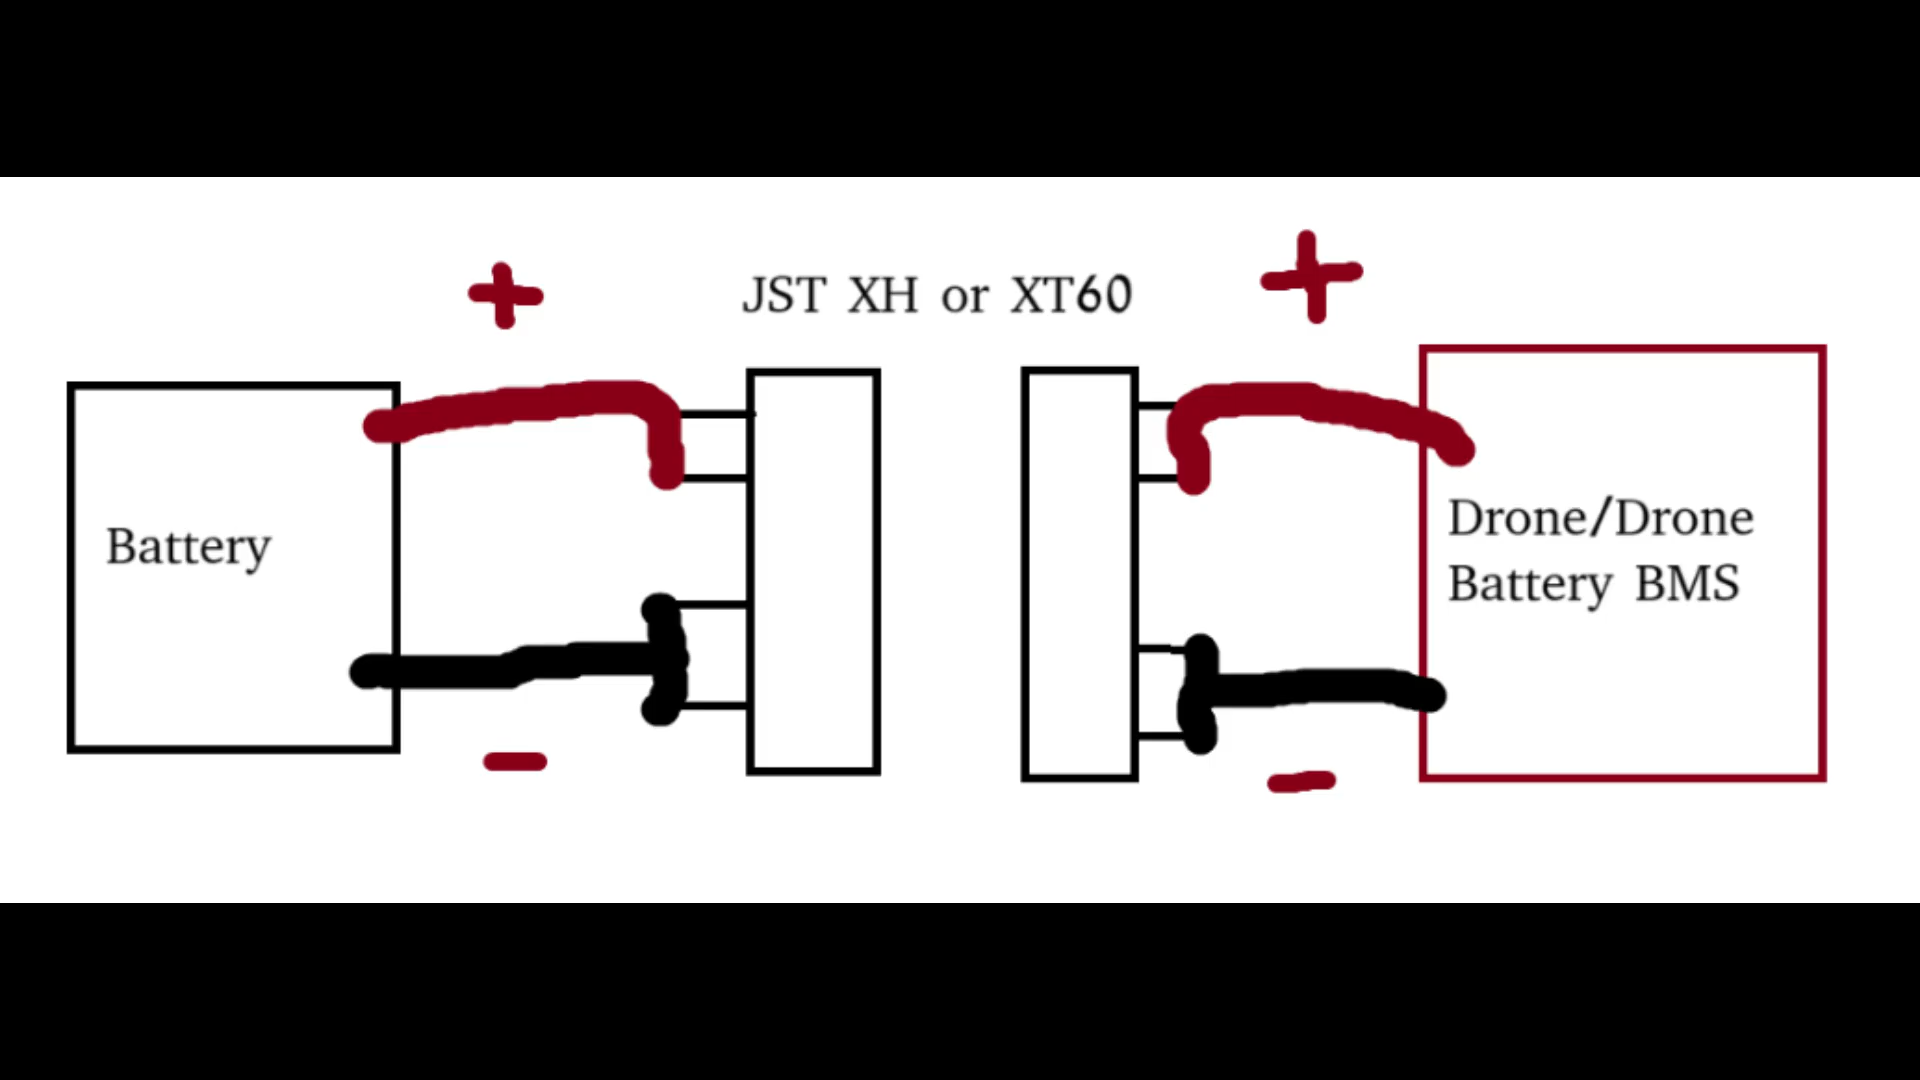 +
+
JST XH or XT60
Battery
Drone/Drone
Battery BMS
-
-